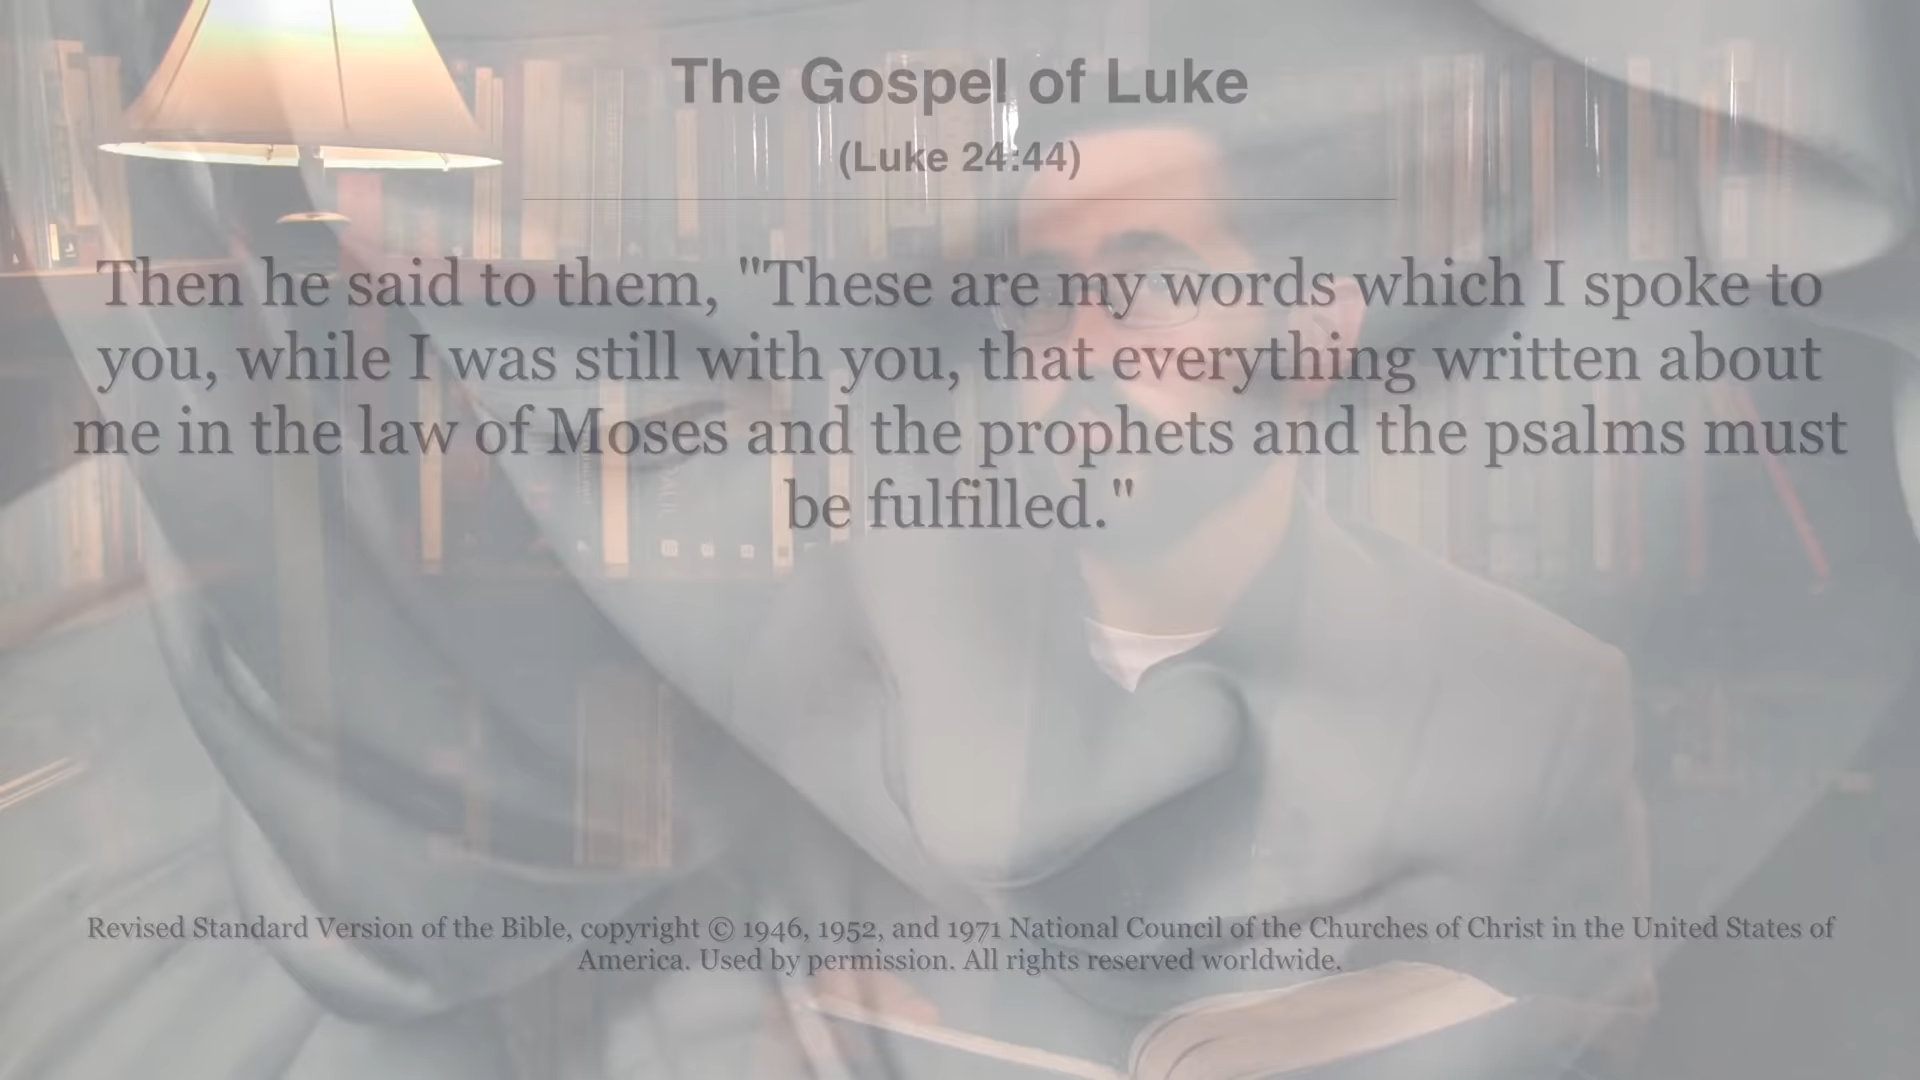 The Gospel of Luke
(Luke 24:44)
Then he said to them, "These are my words which I spoke to
you, while I was still with you, that everything written about
me in the law of Moses and the prophets and the psalms must
be fulfilled."
Revised Standard Version of the Bible, copyright © 1946, 1952, and 1971 National Council of the Churches of Christ in the United States of
America. Used by permission. All rights reserved worldwide.